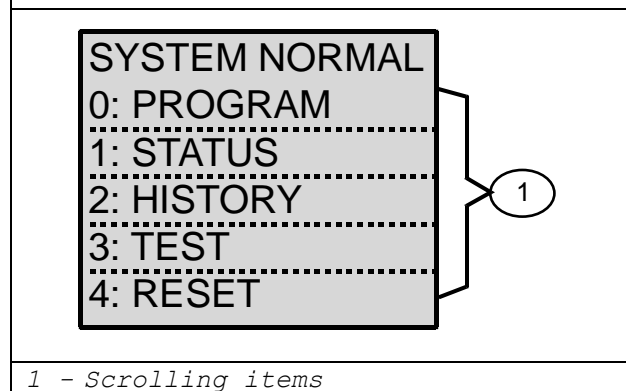 SYSTEM NORMAL
0: PROGRAM
1: STATUS
2: HISTORY
3: TEST
4: RESET
1
1 – Scrolling items